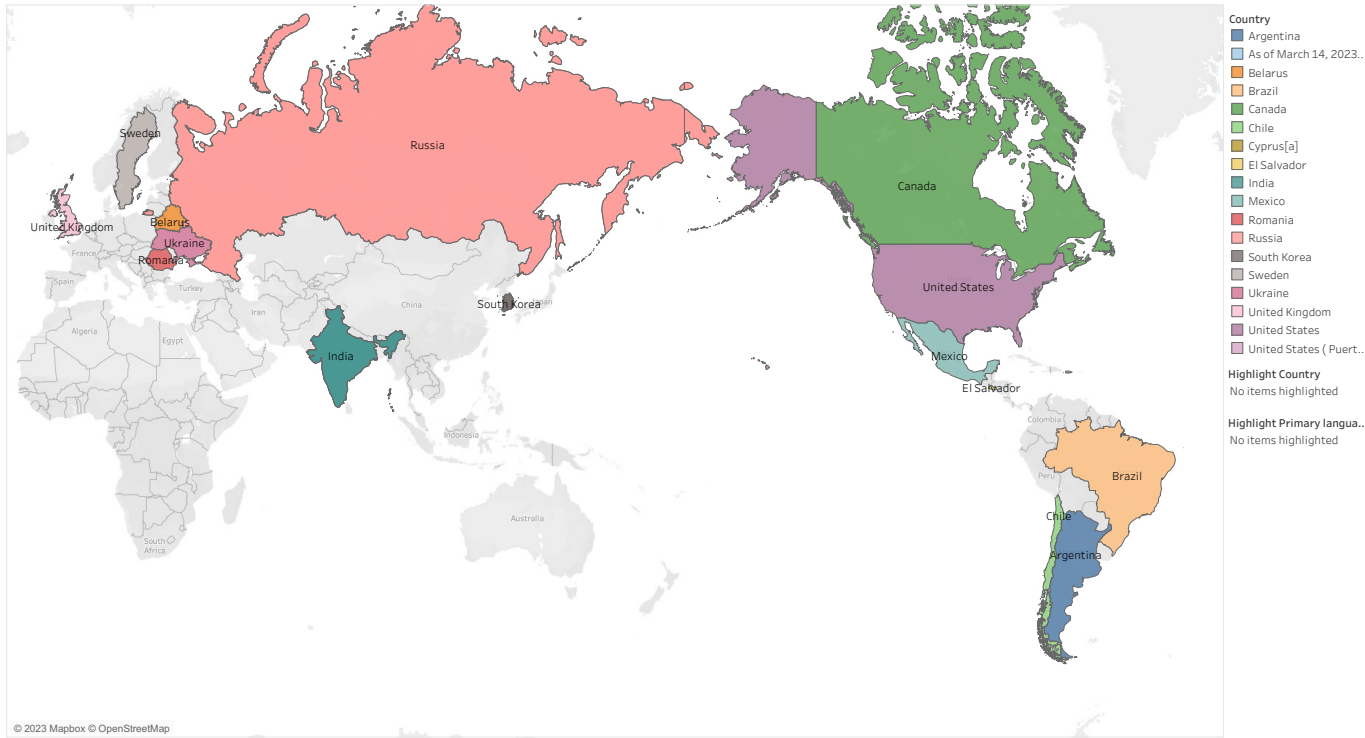 Sweden
Russia
Canada
United Kingdom
Belarus
Ukraine
France
Romania
Spain
Turkey
United States
South Korea
Japan
China
Iran
Algeria
Egypt
India
Mexico
El Salvador
Colombia
Indonesia
Peru
Brazil
Australia
Chile
South
Africa
Argentina
© 2023 Mapbox © OpenStreetMap
Country
Argentina
As of March 14, 2023..
Belarus
Brazil
Canada
Chile
Cyprus[a]
El Salvador
India
Mexico
Romania
Russia
South Korea
Sweden
Ukraine
United Kingdom
United States
United States ( Puert..
Highlight Country
No items highlighted
Highlight Primary langua..
No items highlighted